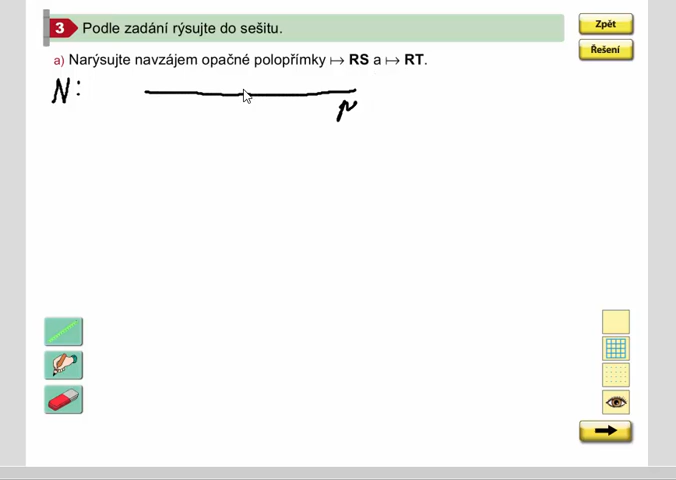 3 Podle zadání rýsujte do sešitu.
Zpět
Řešení
a) Narýsujte navzájem opačné polopřímky ↦ RS a ↦ RT.
N:
p